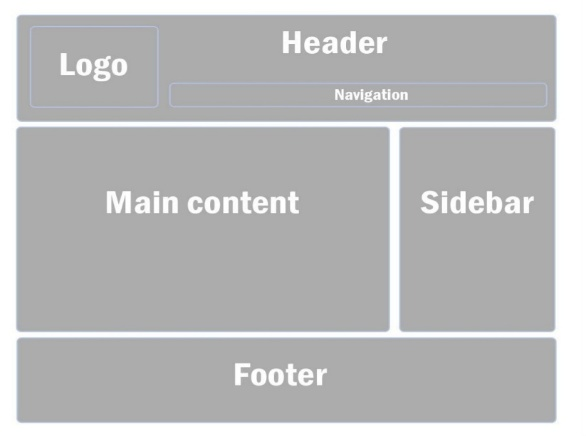 Header
Logo
Navigation
Main content
Sidebar
Footer